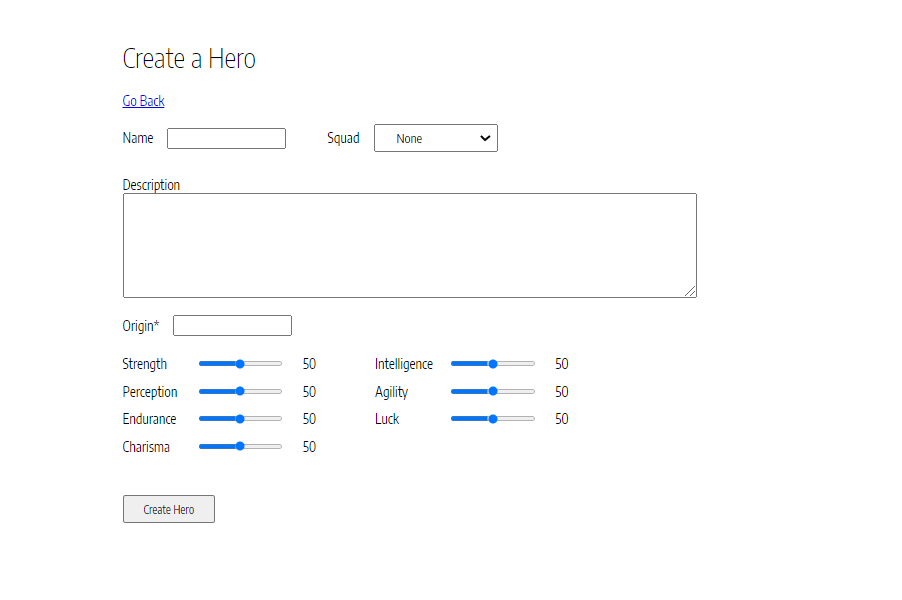 Create a Hero
Go Back
Name Squad None
Description
Origin*
Strength 50 Intelligence 50
Perception 50 Agility 50
Endurance 50 Luck 50
Charisma 50
Create Hero